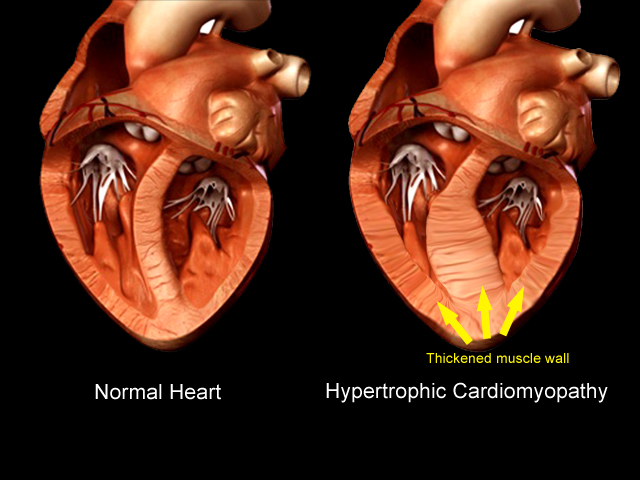 Thickened muscle wall
Normal Heart
Hypertrophic Cardiomyopathy